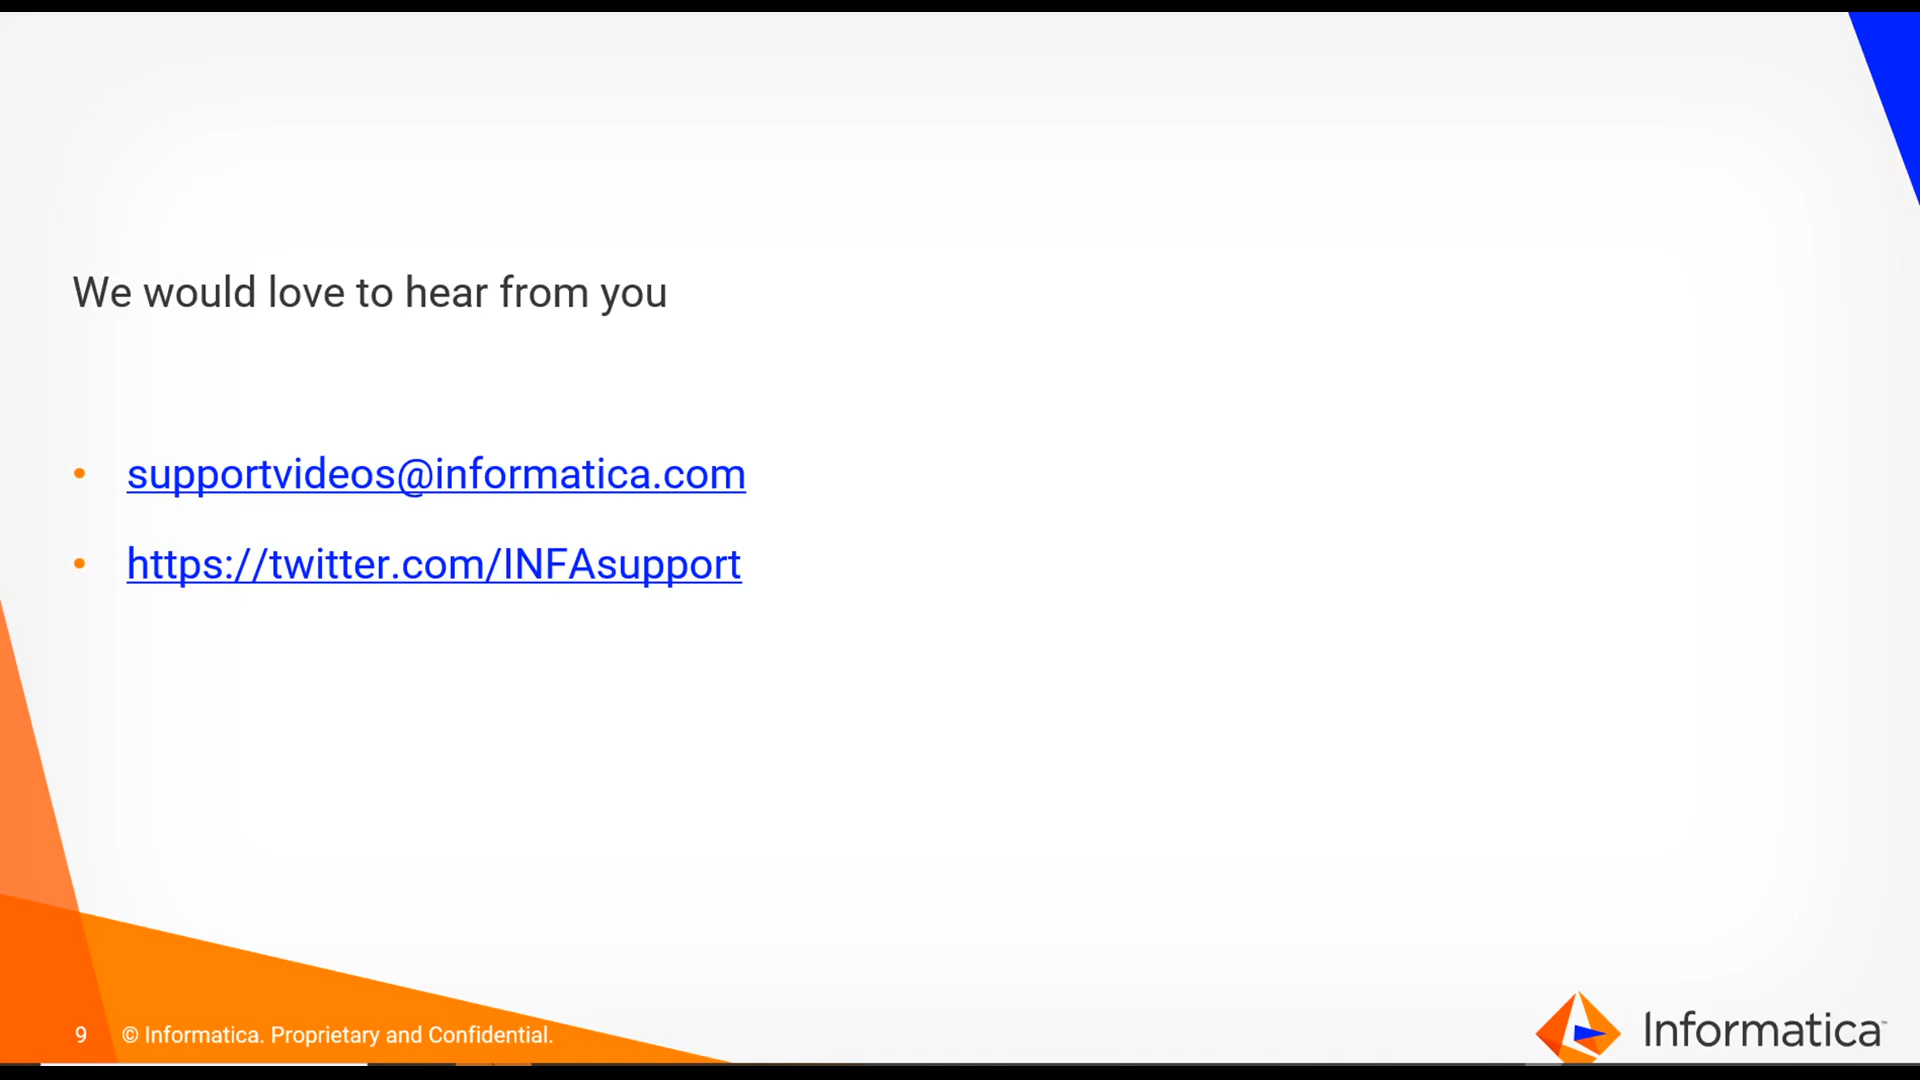 We would love to hear from you
• supportvideos@informatica.com
• https://twitter.com/INFAsupport
9 © Informatica. Proprietary and Confidential.
Informatica™